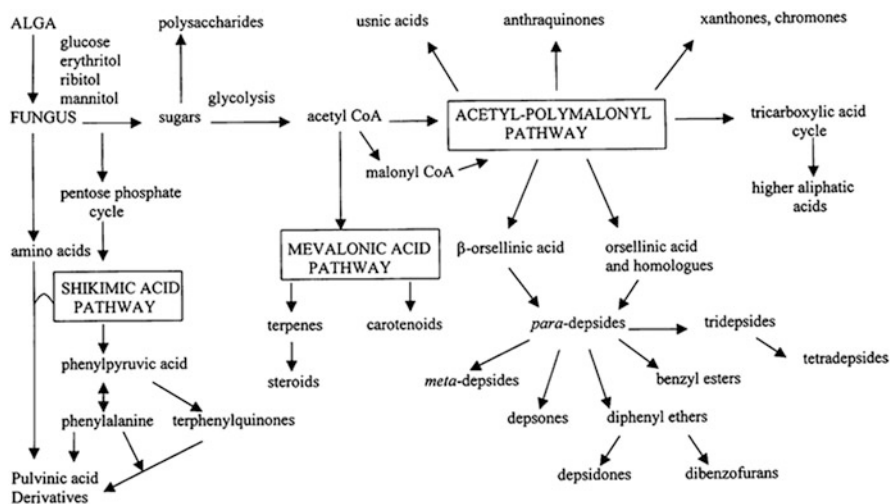 ALGA
glucose
erythritol
ribitol
mannitol
FUNGUS
polysaccharides
sugars
glycolysis
acetyl CoA
malonyl CoA
usnic acids
anthraquinones
xanthones, chromones
ACETYL-POLYMALONYL
PATHWAY
tricarboxylic acid
cycle
higher aliphatic
acids
pentose phosphate
cycle
amino acids
SHIKIMIC ACID
PATHWAY
MEVALONIC ACID
PATHWAY
β-orsellinic acid
orsellinic acid
and homologues
terpenes
carotenoids
steroids
para-depsides
tridepsides
tetradepsides
meta-depsides
benzyl esters
depsones
diphenyl ethers
depsidones
dibenzofurans
phenylpyruvic acid
phenylalanine
terphenylquinones
Pulvinic acid
Derivatives